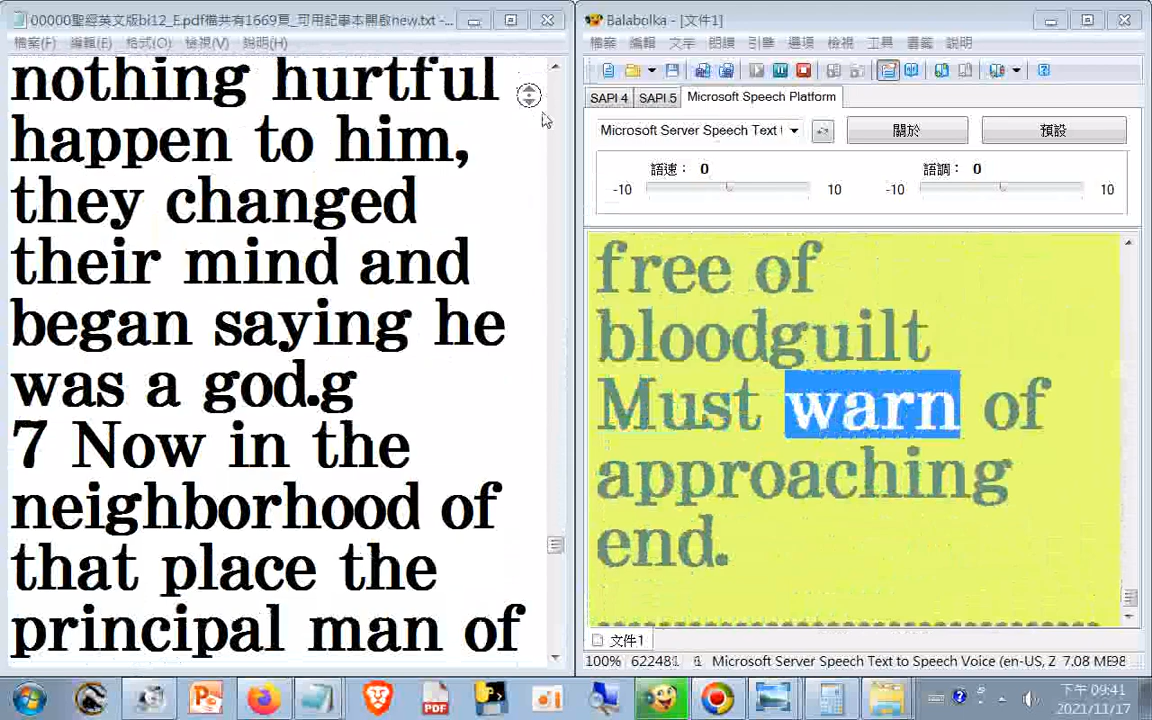 00000聖經英文版bi12_E.pdf檔共有1669頁_可用記事本開啟new.txt -...
檔案(F) 編輯(E) 格式(O) 檢視(V) 說明(H)
nothing hurtful
happen to him,
they changed
their mind and
began saying he
was a god.g
7 Now in the
neighborhood of
that place the
principal man of
Balabolka - [文件1]
檔案 編輯 文字 朗讀 引擎 選項 檢視 工具 書籤 說明
SAPI 4 SAPI 5 Microsoft Speech Platform
Microsoft Server Speech Text
關於 預設
語速： 0 語調： 0
-10 10 -10 10
free of
bloodguilt
Must warn of
approaching
end.
文件1
100% 622481 1 Microsoft Server Speech Text to Speech Voice (en-US, Z 7.08 ME98
PDF
下午 09:41
2021/11/17